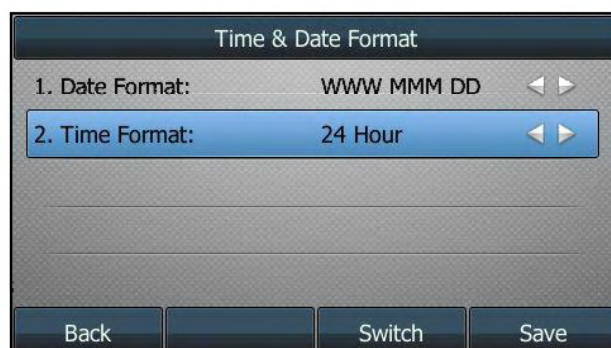 Time & Date Format
1. Date Format: WWW MMM DD
2. Time Format: 24 Hour
Back Switch Save